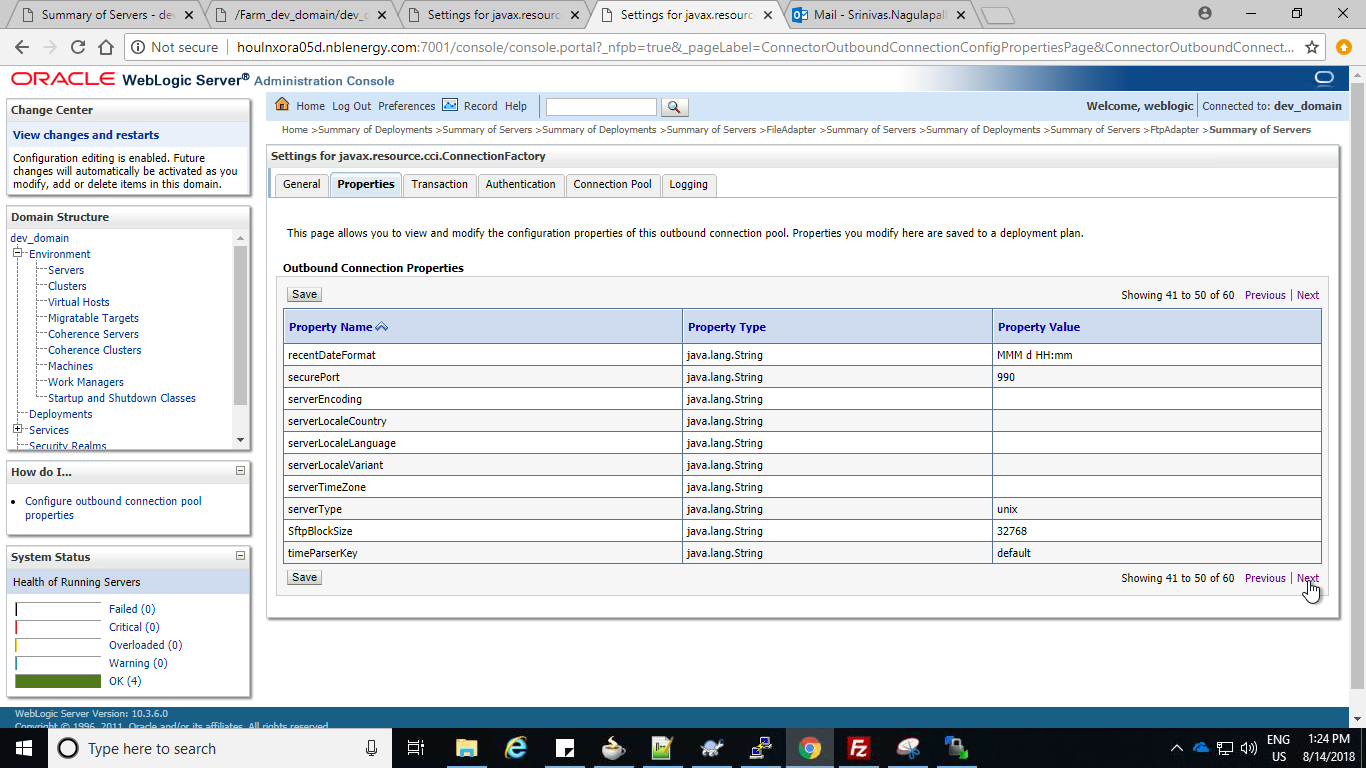 Summary of Servers - de
/Farm_dev_domain/dev_c
Settings for javax.resourc
Settings for javax.resourc
Mail - Srinivas.Nagulapal
Not secure
houlnxora05d.nblenergy.com:7001/console/console.portal?_nfpb=true&_pageLabel=ConnectorOutboundConnectionConfigPropertiesPage&ConnectorOutboundConnect...
ORACLE WebLogic Server® Administration Console
Change Center
View changes and restarts
Configuration editing is enabled. Future
changes will automatically be activated as you
modify, add or delete items in this domain.
Domain Structure
dev_domain
Environment
Servers
Clusters
Virtual Hosts
Migratable Targets
Coherence Servers
Coherence Clusters
Machines
Work Managers
Startup and Shutdown Classes
Deployments
Services
Security Realms
How do I...
Configure outbound connection pool
properties
System Status
Health of Running Servers
Failed (0)
Critical (0)
Overloaded (0)
Warning (0)
OK (4)
Home Log Out Preferences Record Help
Welcome, weblogic Connected to: dev_domain
Home >Summary of Deployments >Summary of Servers >Summary of Deployments >Summary of Servers >FileAdapter >Summary of Servers >Summary of Deployments >Summary of Servers >FtpAdapter >Summary of Servers
Settings for javax.resource.cci.ConnectionFactory
General Properties Transaction Authentication Connection Pool Logging
This page allows you to view and modify the configuration properties of this outbound connection pool. Properties you modify here are saved to a deployment plan.
Outbound Connection Properties
Save Showing 41 to 50 of 60 Previous | Next
Property Name Property Type Property Value
recentDateFormat java.lang.String MMM d HH:mm
securePort java.lang.String 990
serverEncoding java.lang.String
serverLocaleCountry java.lang.String
serverLocaleLanguage java.lang.String
serverLocaleVariant java.lang.String
serverTimeZone java.lang.String
serverType java.lang.String unix
SftpBlockSize java.lang.String 32768
timeParserKey java.lang.String default
Save Showing 41 to 50 of 60 Previous | Next
WebLogic Server Version: 10.3.6.0
Copyright © 1996, 2011, Oracle and/or its affiliates. All rights reserved.
Type here to search
ENG
US
1:24 PM
8/14/2018